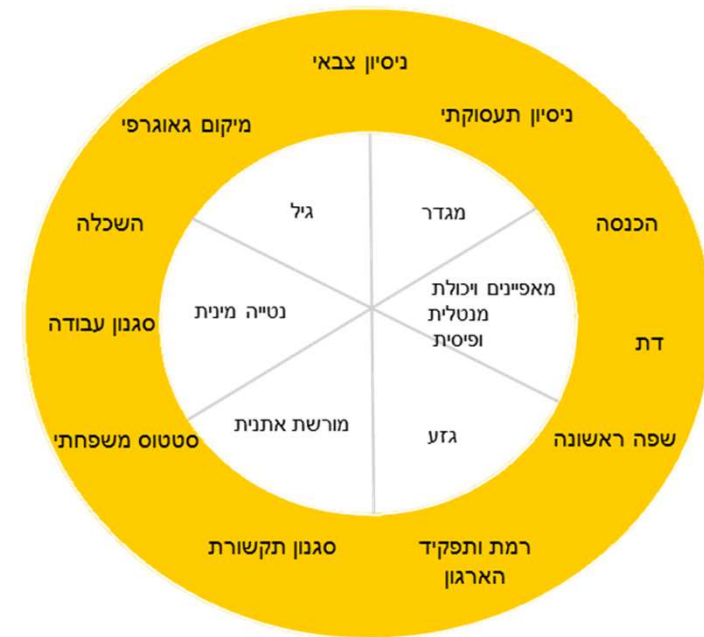 ניסיון צבאי
ניסיון תעסוקתי
מיקום גאוגרפי
הכנסה
השכלה
מגדר
גיל
מאפיינים ויכולת
מנטלית
ופיסית
נטייה מינית
דת
סגנון עבודה
שפה ראשונה
גזע
מורשת אתנית
סטטוס משפחתי
רמת ותפקיד
הארגון
סגנון תקשורת